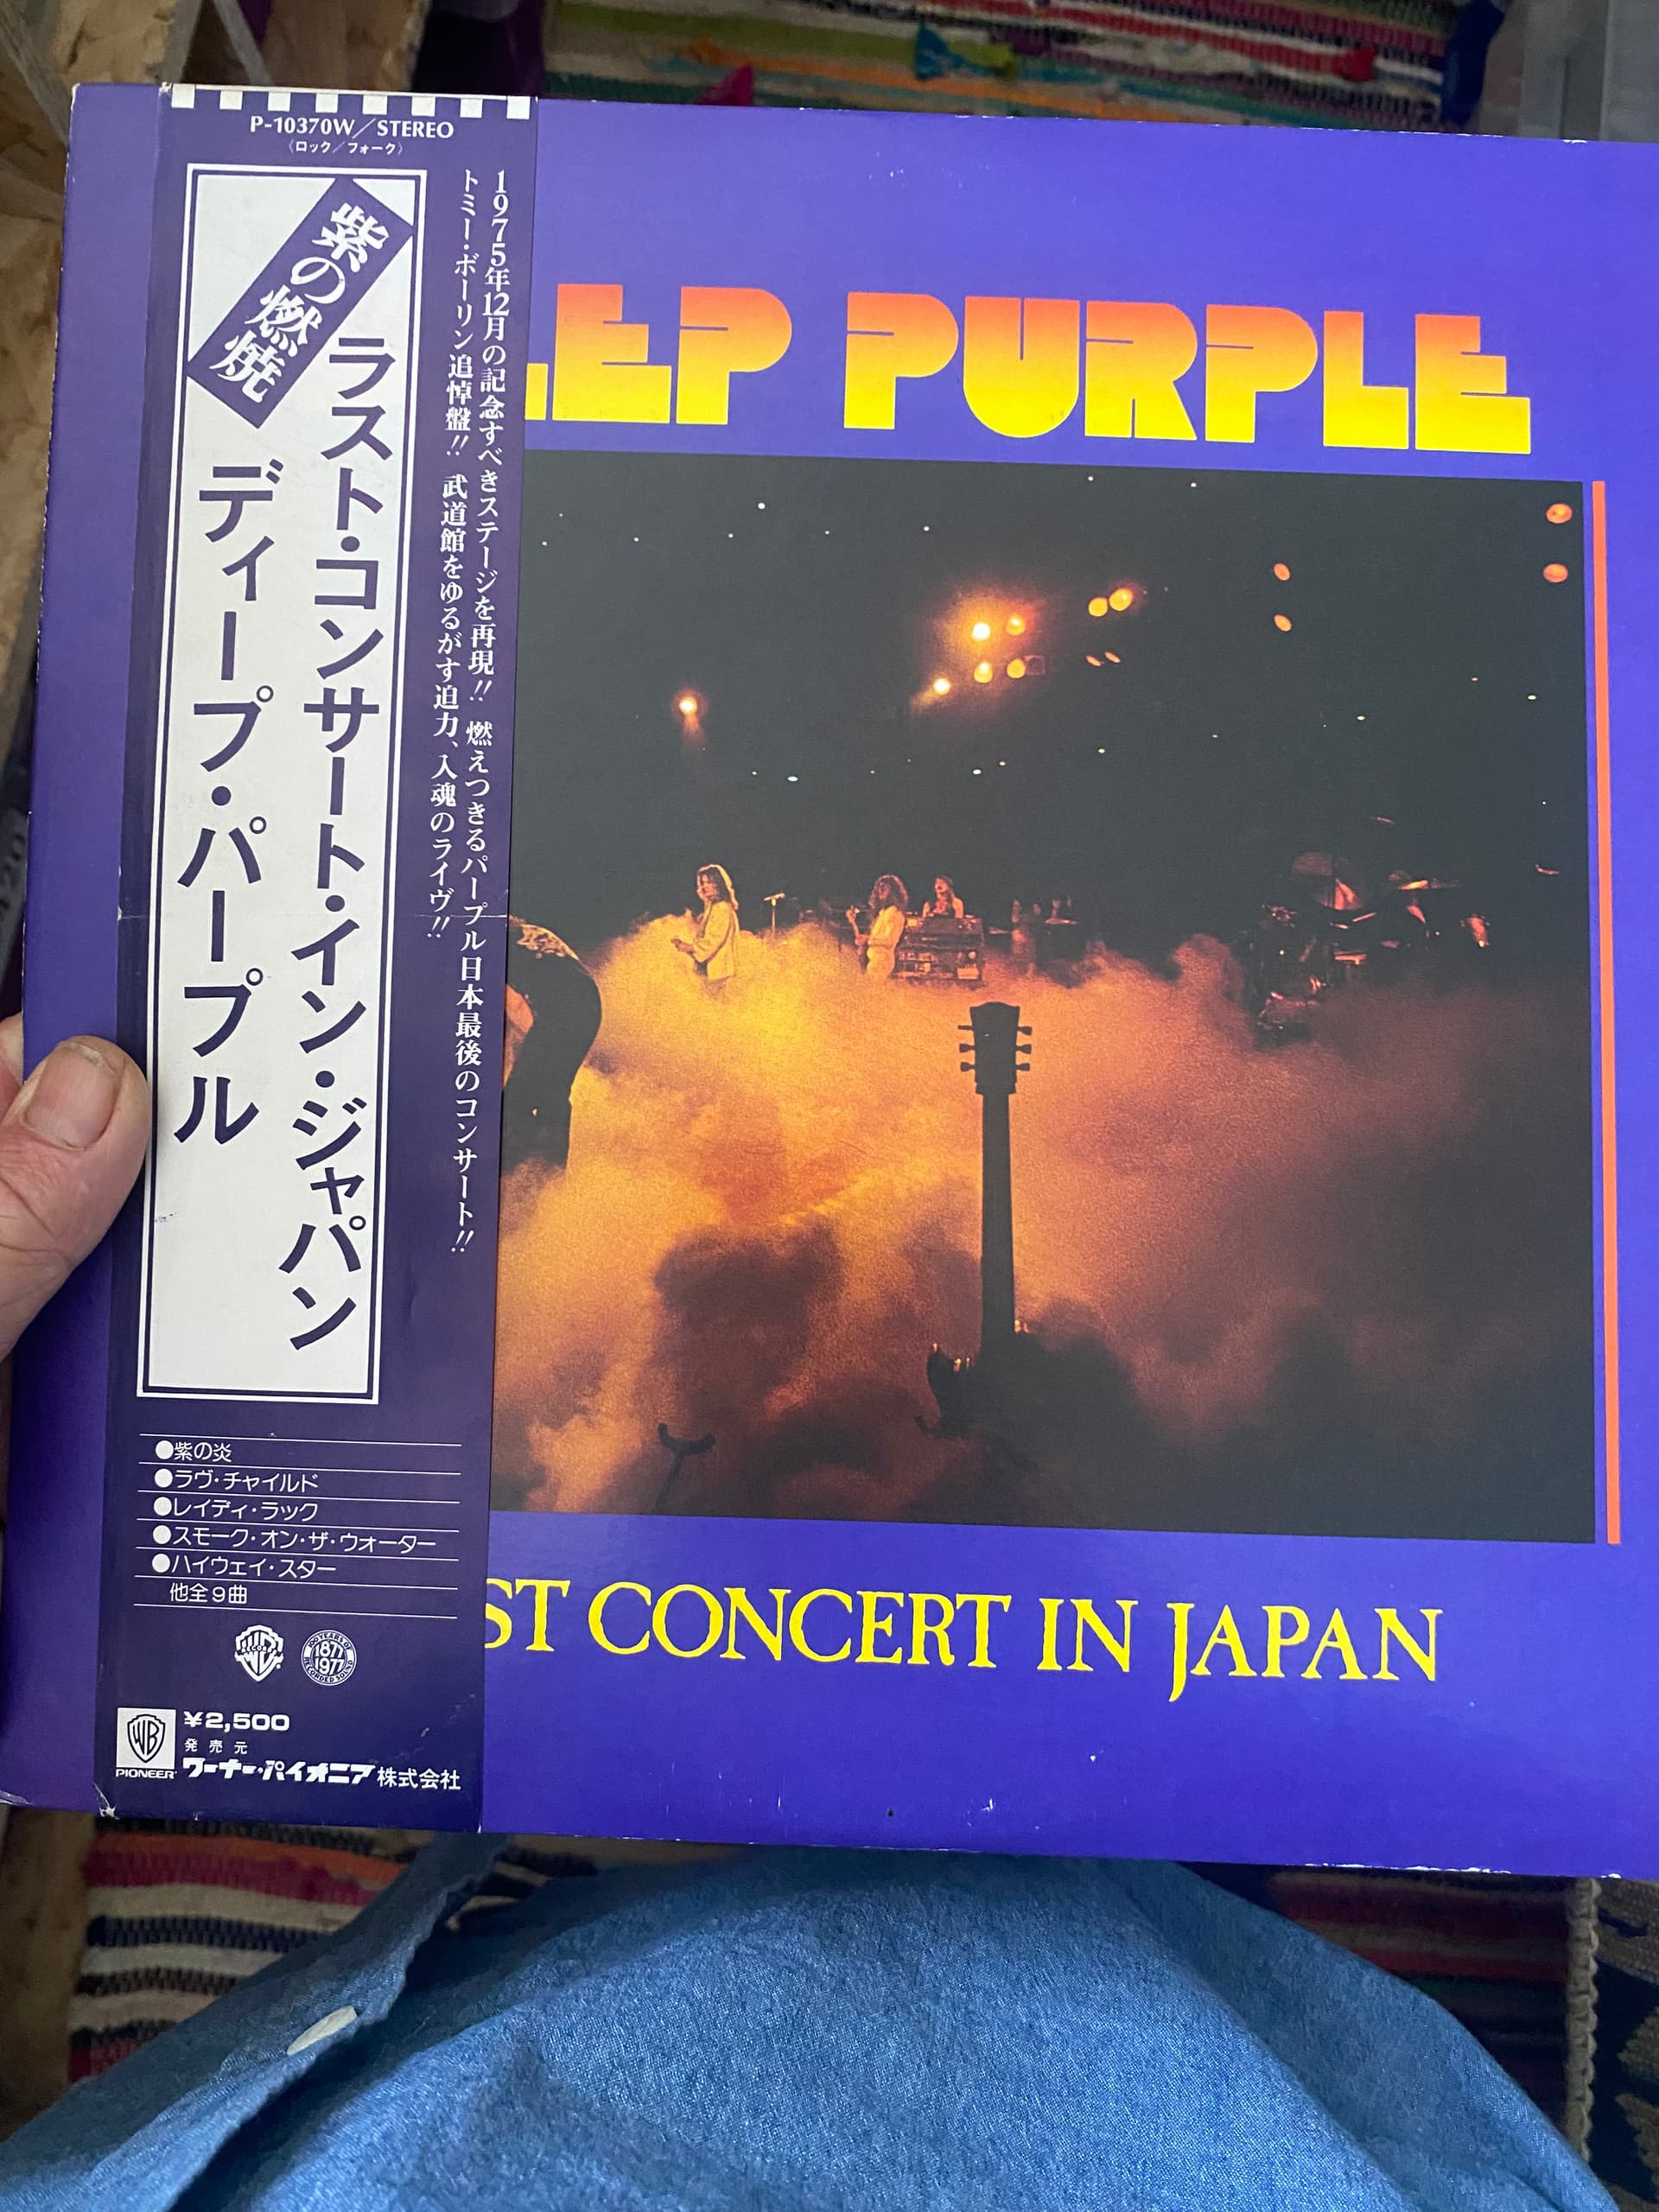 P-10370W/STEREO
〈ロック/フォーク〉
1975年12月の記念すべきステージを再現!! 燃えつきるパープル日本最後のコンサート!!
トミー・ボーリン追悼盤!! 武道館をゆるがす迫力、入魂のライヴ!!
紫の燃焼
ラスト・コンサート・イン・ジャパン
ディープ・パープル
●紫の炎
●ラヴ・チャイルド
●レイディ・ラック
●スモーク・オン・ザ・ウォーター
●ハイウェイ・スター
他全9曲
100 YEARS OF RECORDED SOUND
1877
1977
WB
PIONEER
¥2,500
発売元
ワーナー・パイオニア株式会社
EEP PURPLE
ST CONCERT IN JAPAN